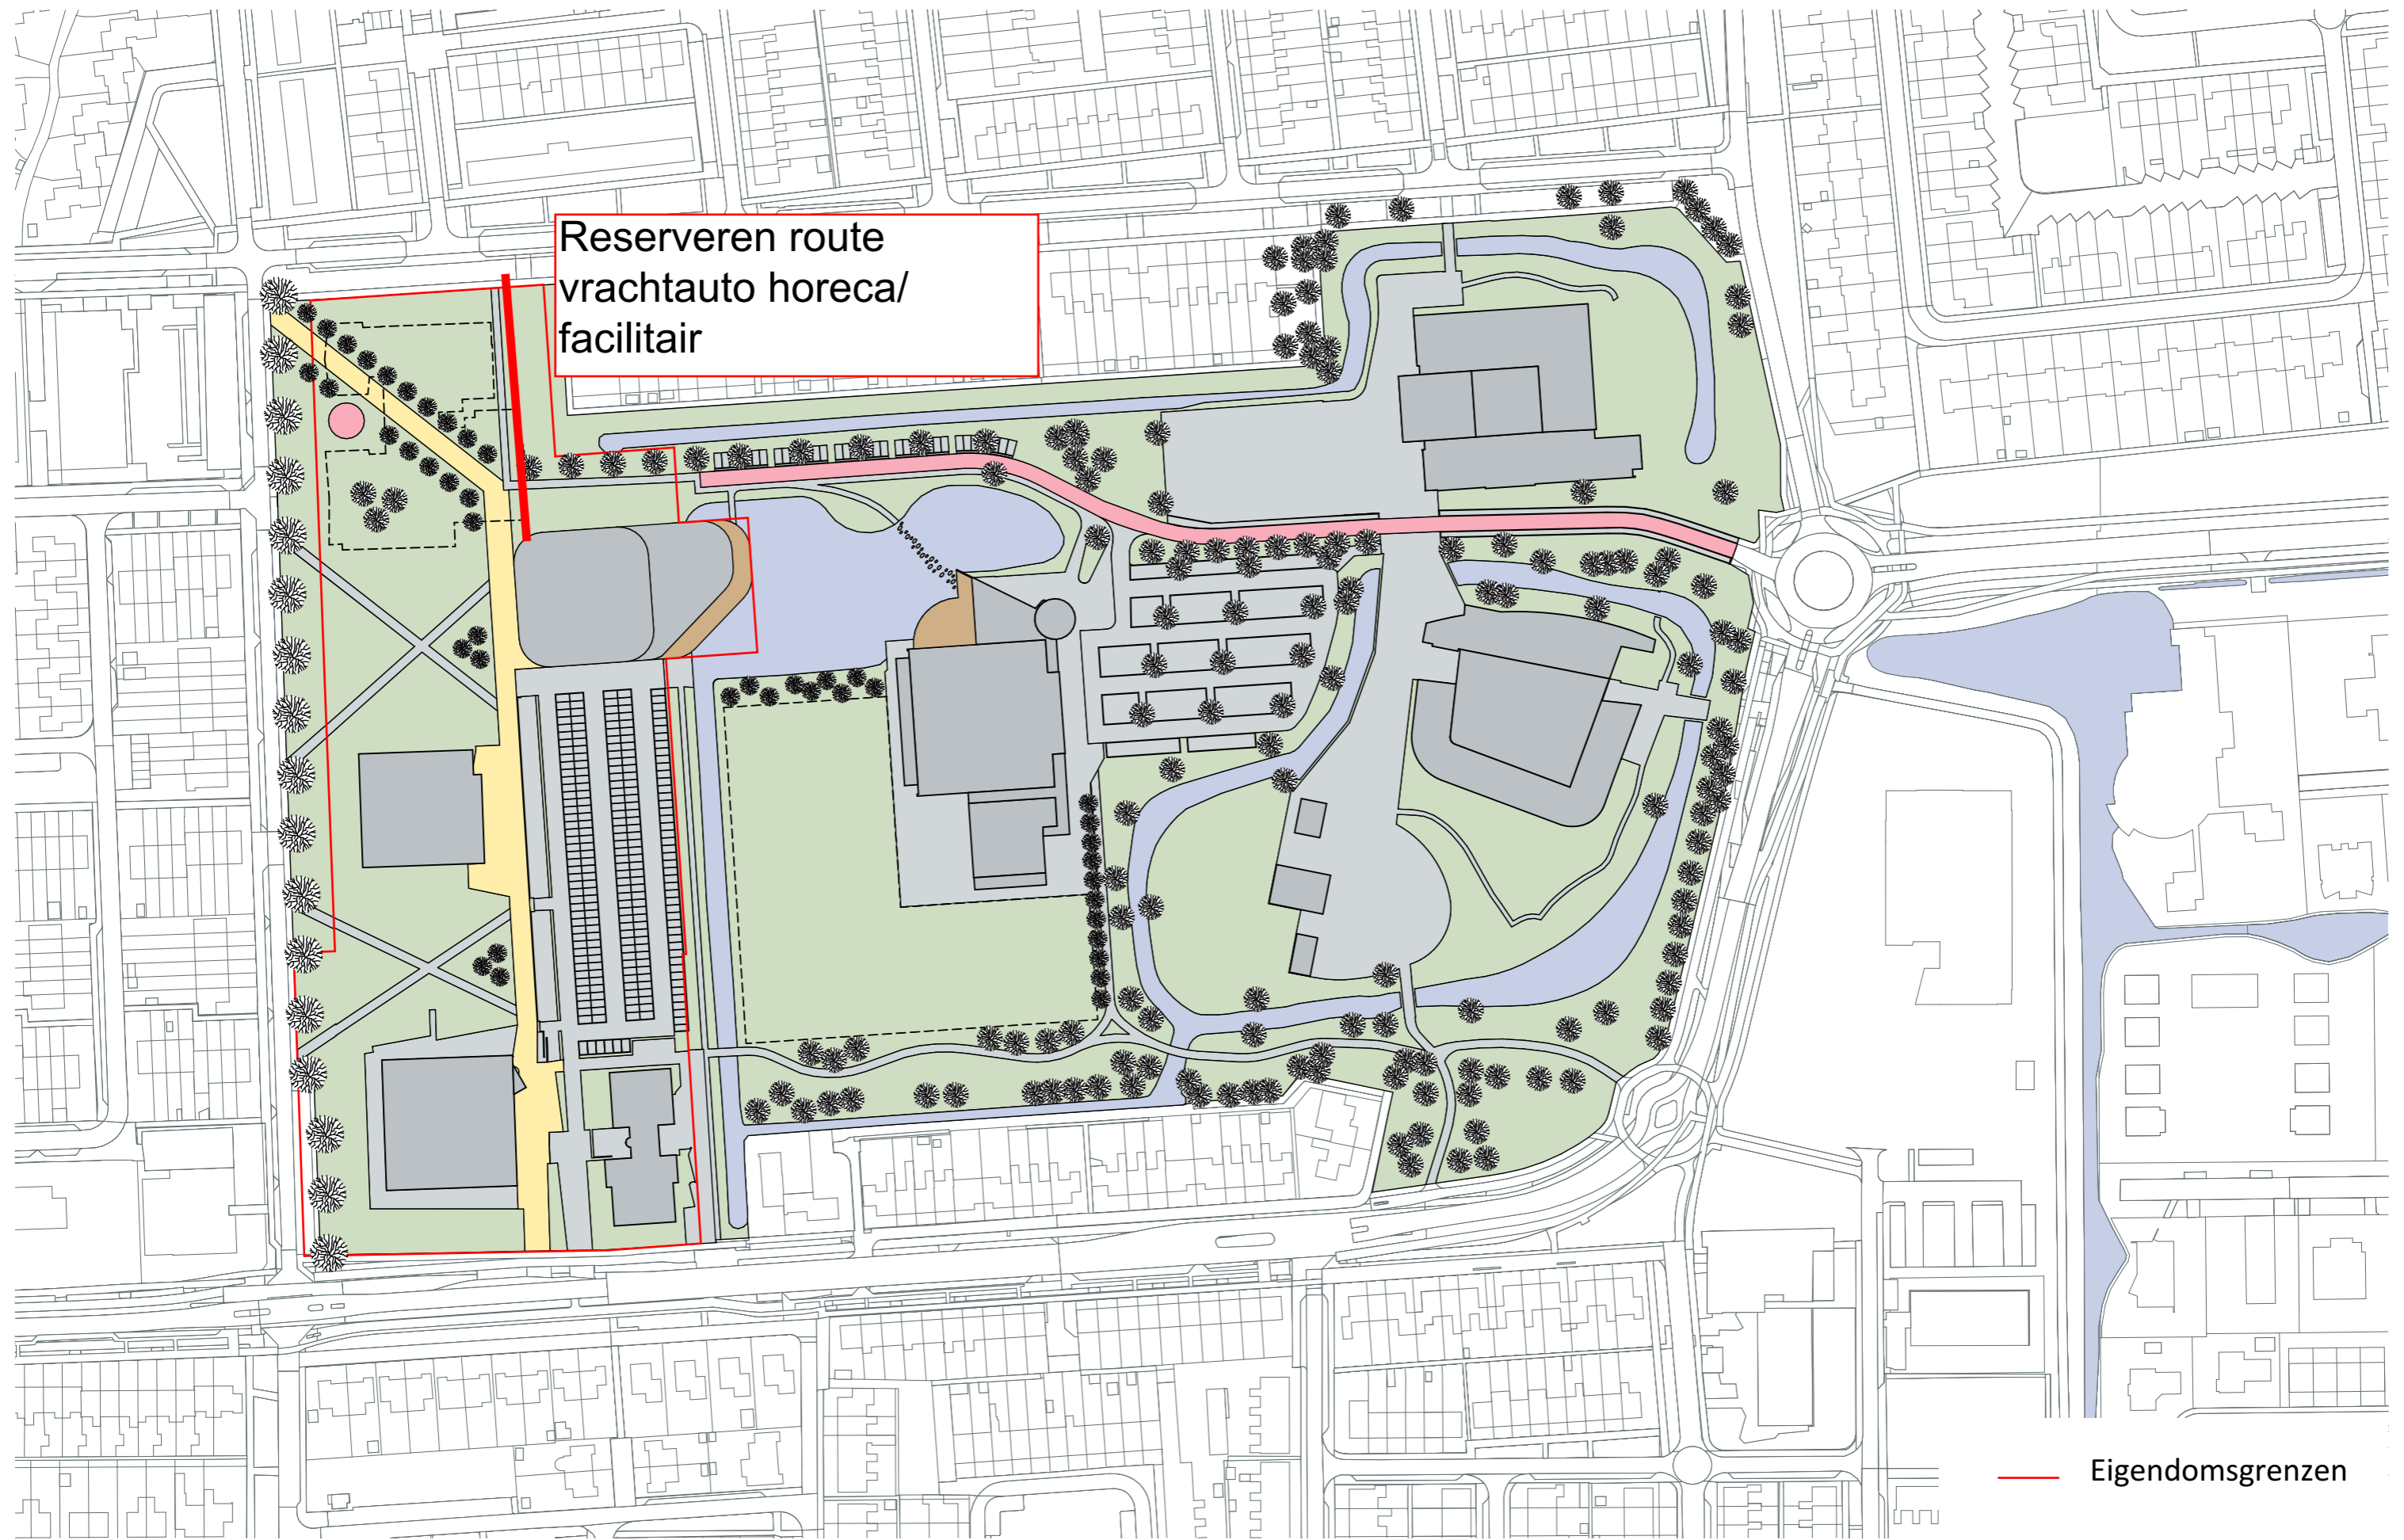 Reserveren route
vrachtauto horeca/
facilitair
Eigendomsgrenzen